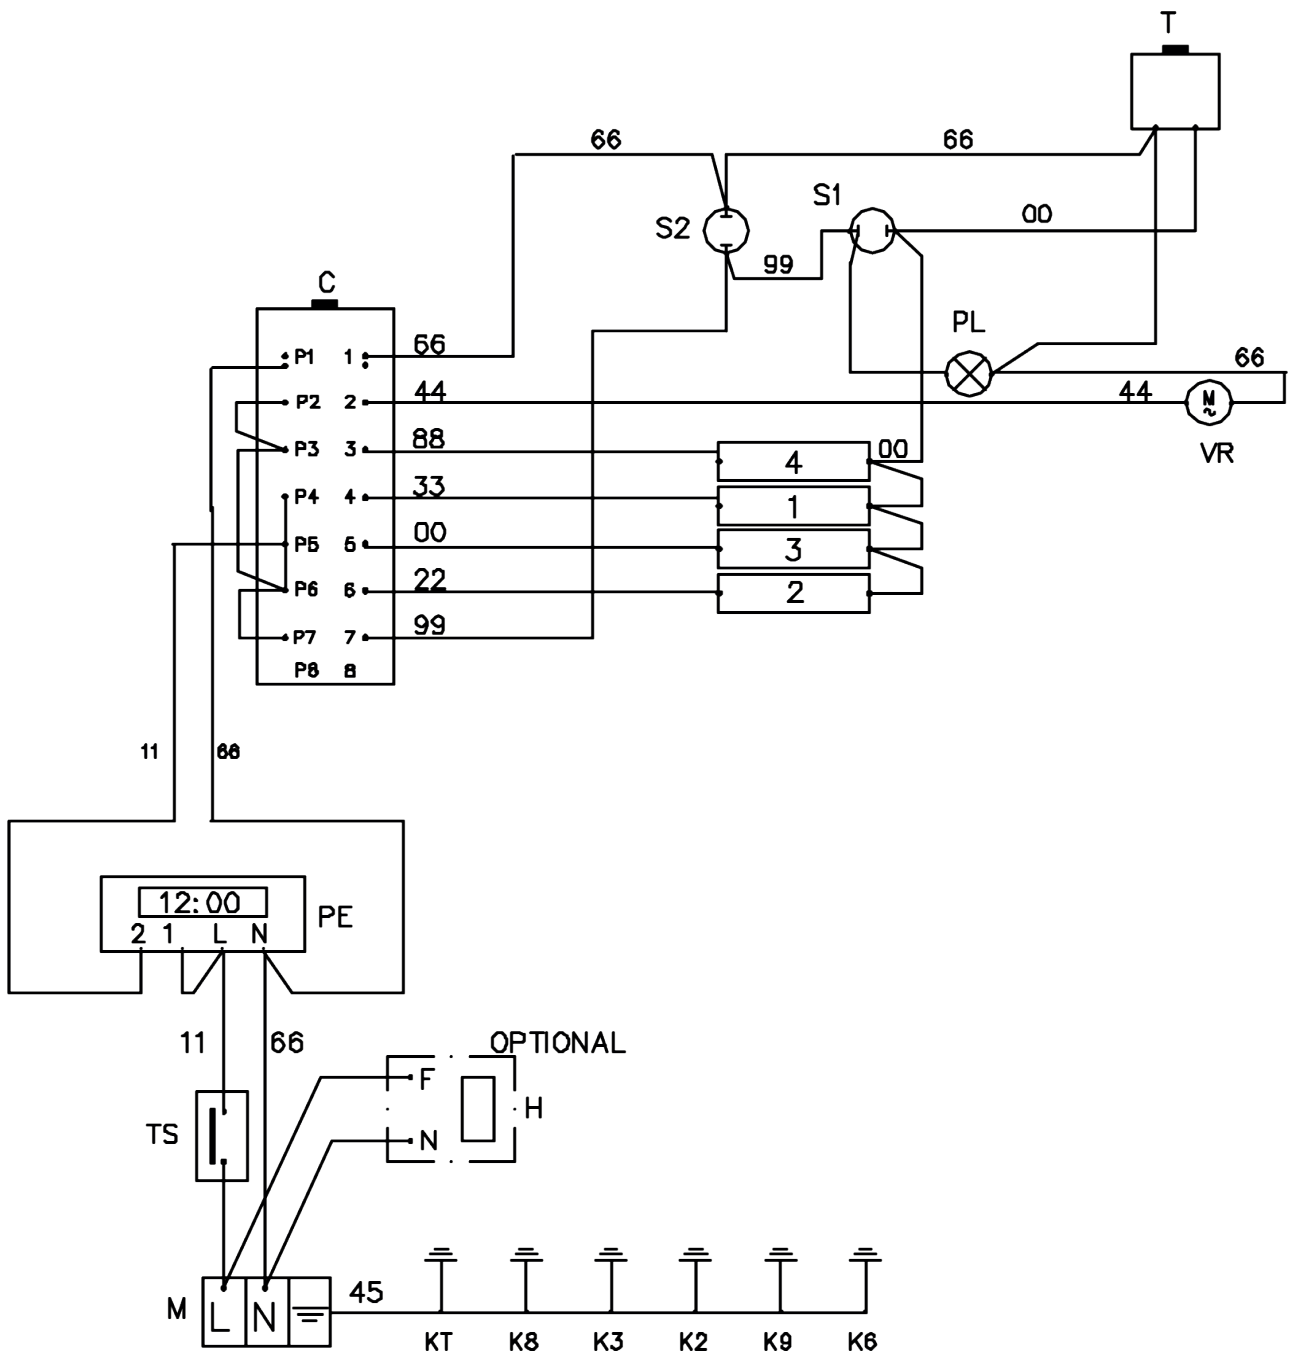 T
66
66
S1
S2
00
99
C
PL
P1 1 66
66
P2 2 44
44
M
~
P3 3 88
VR
4
00
P4 4 33
1
P5 5 00
3
P6 6 22
2
P7 7 99
P8 8
11 66
12:00
2 1 L N
PE
11 66
OPTIONAL
F
H
TS
N
M L N
45
KT K8 K3 K2 K9 K6